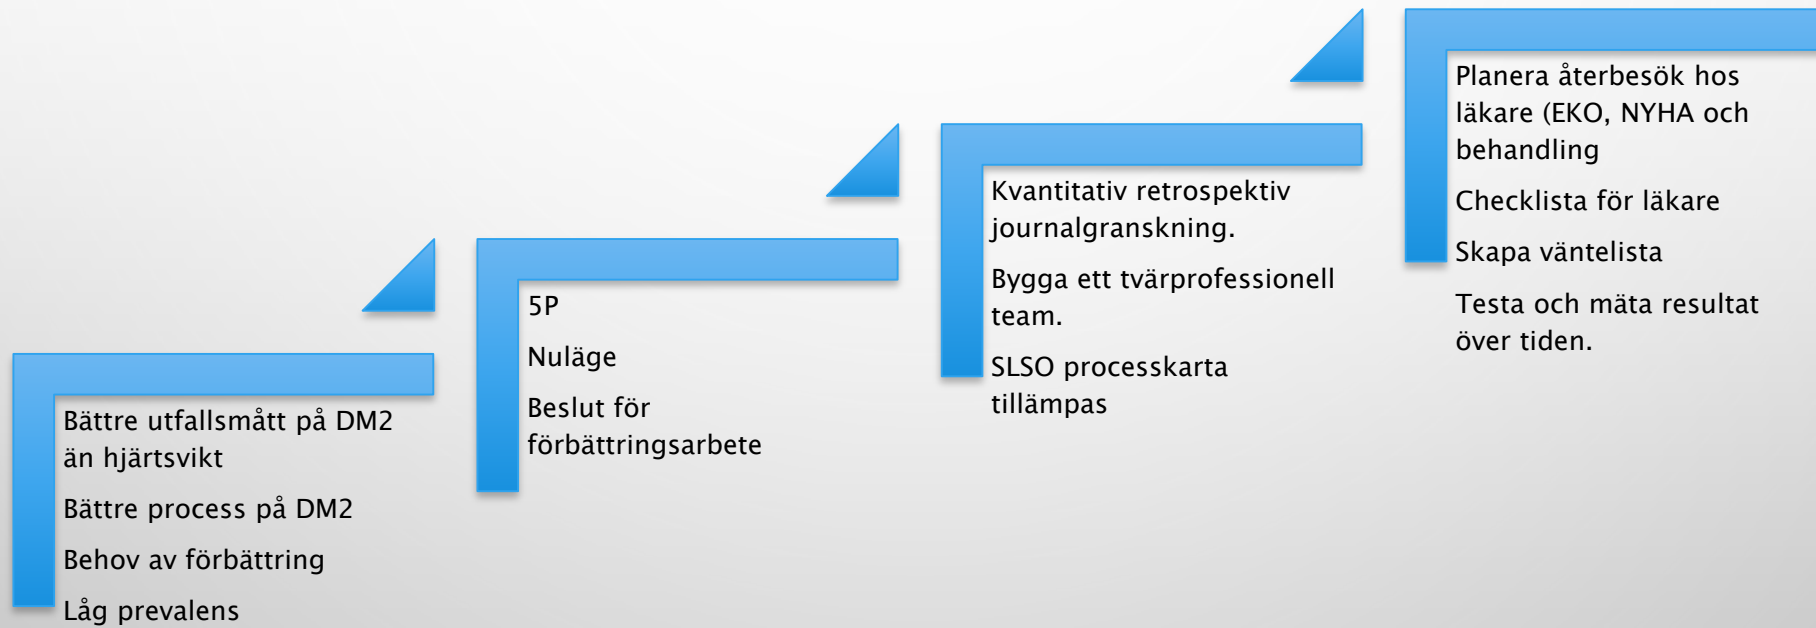 Bättre utfallsmått på DM2
än hjärtsvikt
Bättre process på DM2
Behov av förbättring
Låg prevalens
5P
Nuläge
Beslut för
förbättringsarbete
Kvantitativ retrospektiv
journalgranskning.
Bygga ett tvärprofessionell
team.
SLSO processkarta
tillämpas
Planera återbesök hos
läkare (EKO, NYHA och
behandling
Checklista för läkare
Skapa väntelista
Testa och mäta resultat
över tiden.